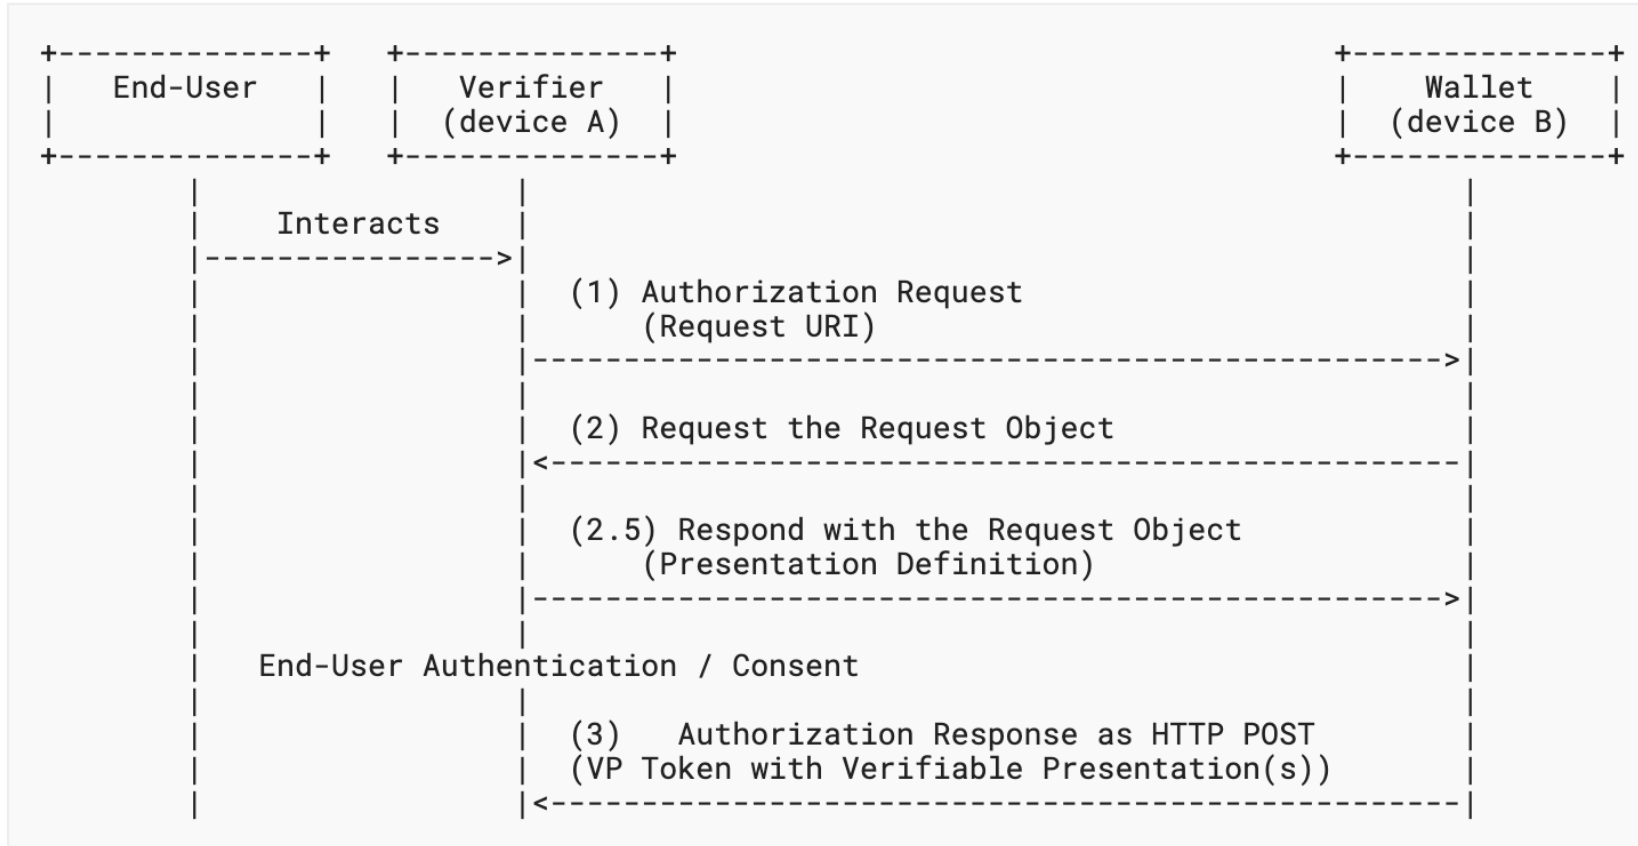 End-User
Verifier
(device A)
Wallet
(device B)
Interacts
(1) Authorization Request
(Request URI)
(2) Request the Request Object
(2.5) Respond with the Request Object
(Presentation Definition)
End-User Authentication / Consent
(3)   Authorization Response as HTTP POST
(VP Token with Verifiable Presentation(s))